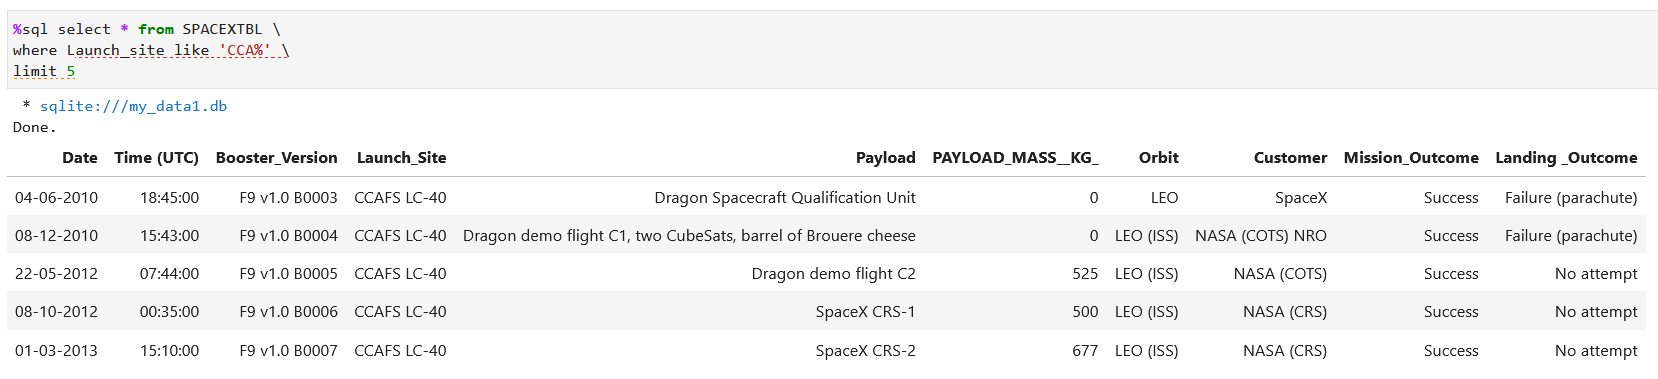 %sql select * from SPACEXTBL \
where Launch_site like 'CCA%' \
limit 5
* sqlite:///my_data1.db
Done.
Date Time (UTC) Booster_Version Launch_Site Payload PAYLOAD_MASS__KG_ Orbit Customer Mission_Outcome Landing _Outcome
04-06-2010 18:45:00 F9 v1.0 B0003 CCAFS LC-40 Dragon Spacecraft Qualification Unit 0 LEO SpaceX Success Failure (parachute)
08-12-2010 15:43:00 F9 v1.0 B0004 CCAFS LC-40 Dragon demo flight C1, two CubeSats, barrel of Brouere cheese 0 LEO (ISS) NASA (COTS) NRO Success Failure (parachute)
22-05-2012 07:44:00 F9 v1.0 B0005 CCAFS LC-40 Dragon demo flight C2 525 LEO (ISS) NASA (COTS) Success No attempt
08-10-2012 00:35:00 F9 v1.0 B0006 CCAFS LC-40 SpaceX CRS-1 500 LEO (ISS) NASA (CRS) Success No attempt
01-03-2013 15:10:00 F9 v1.0 B0007 CCAFS LC-40 SpaceX CRS-2 677 LEO (ISS) NASA (CRS) Success No attempt